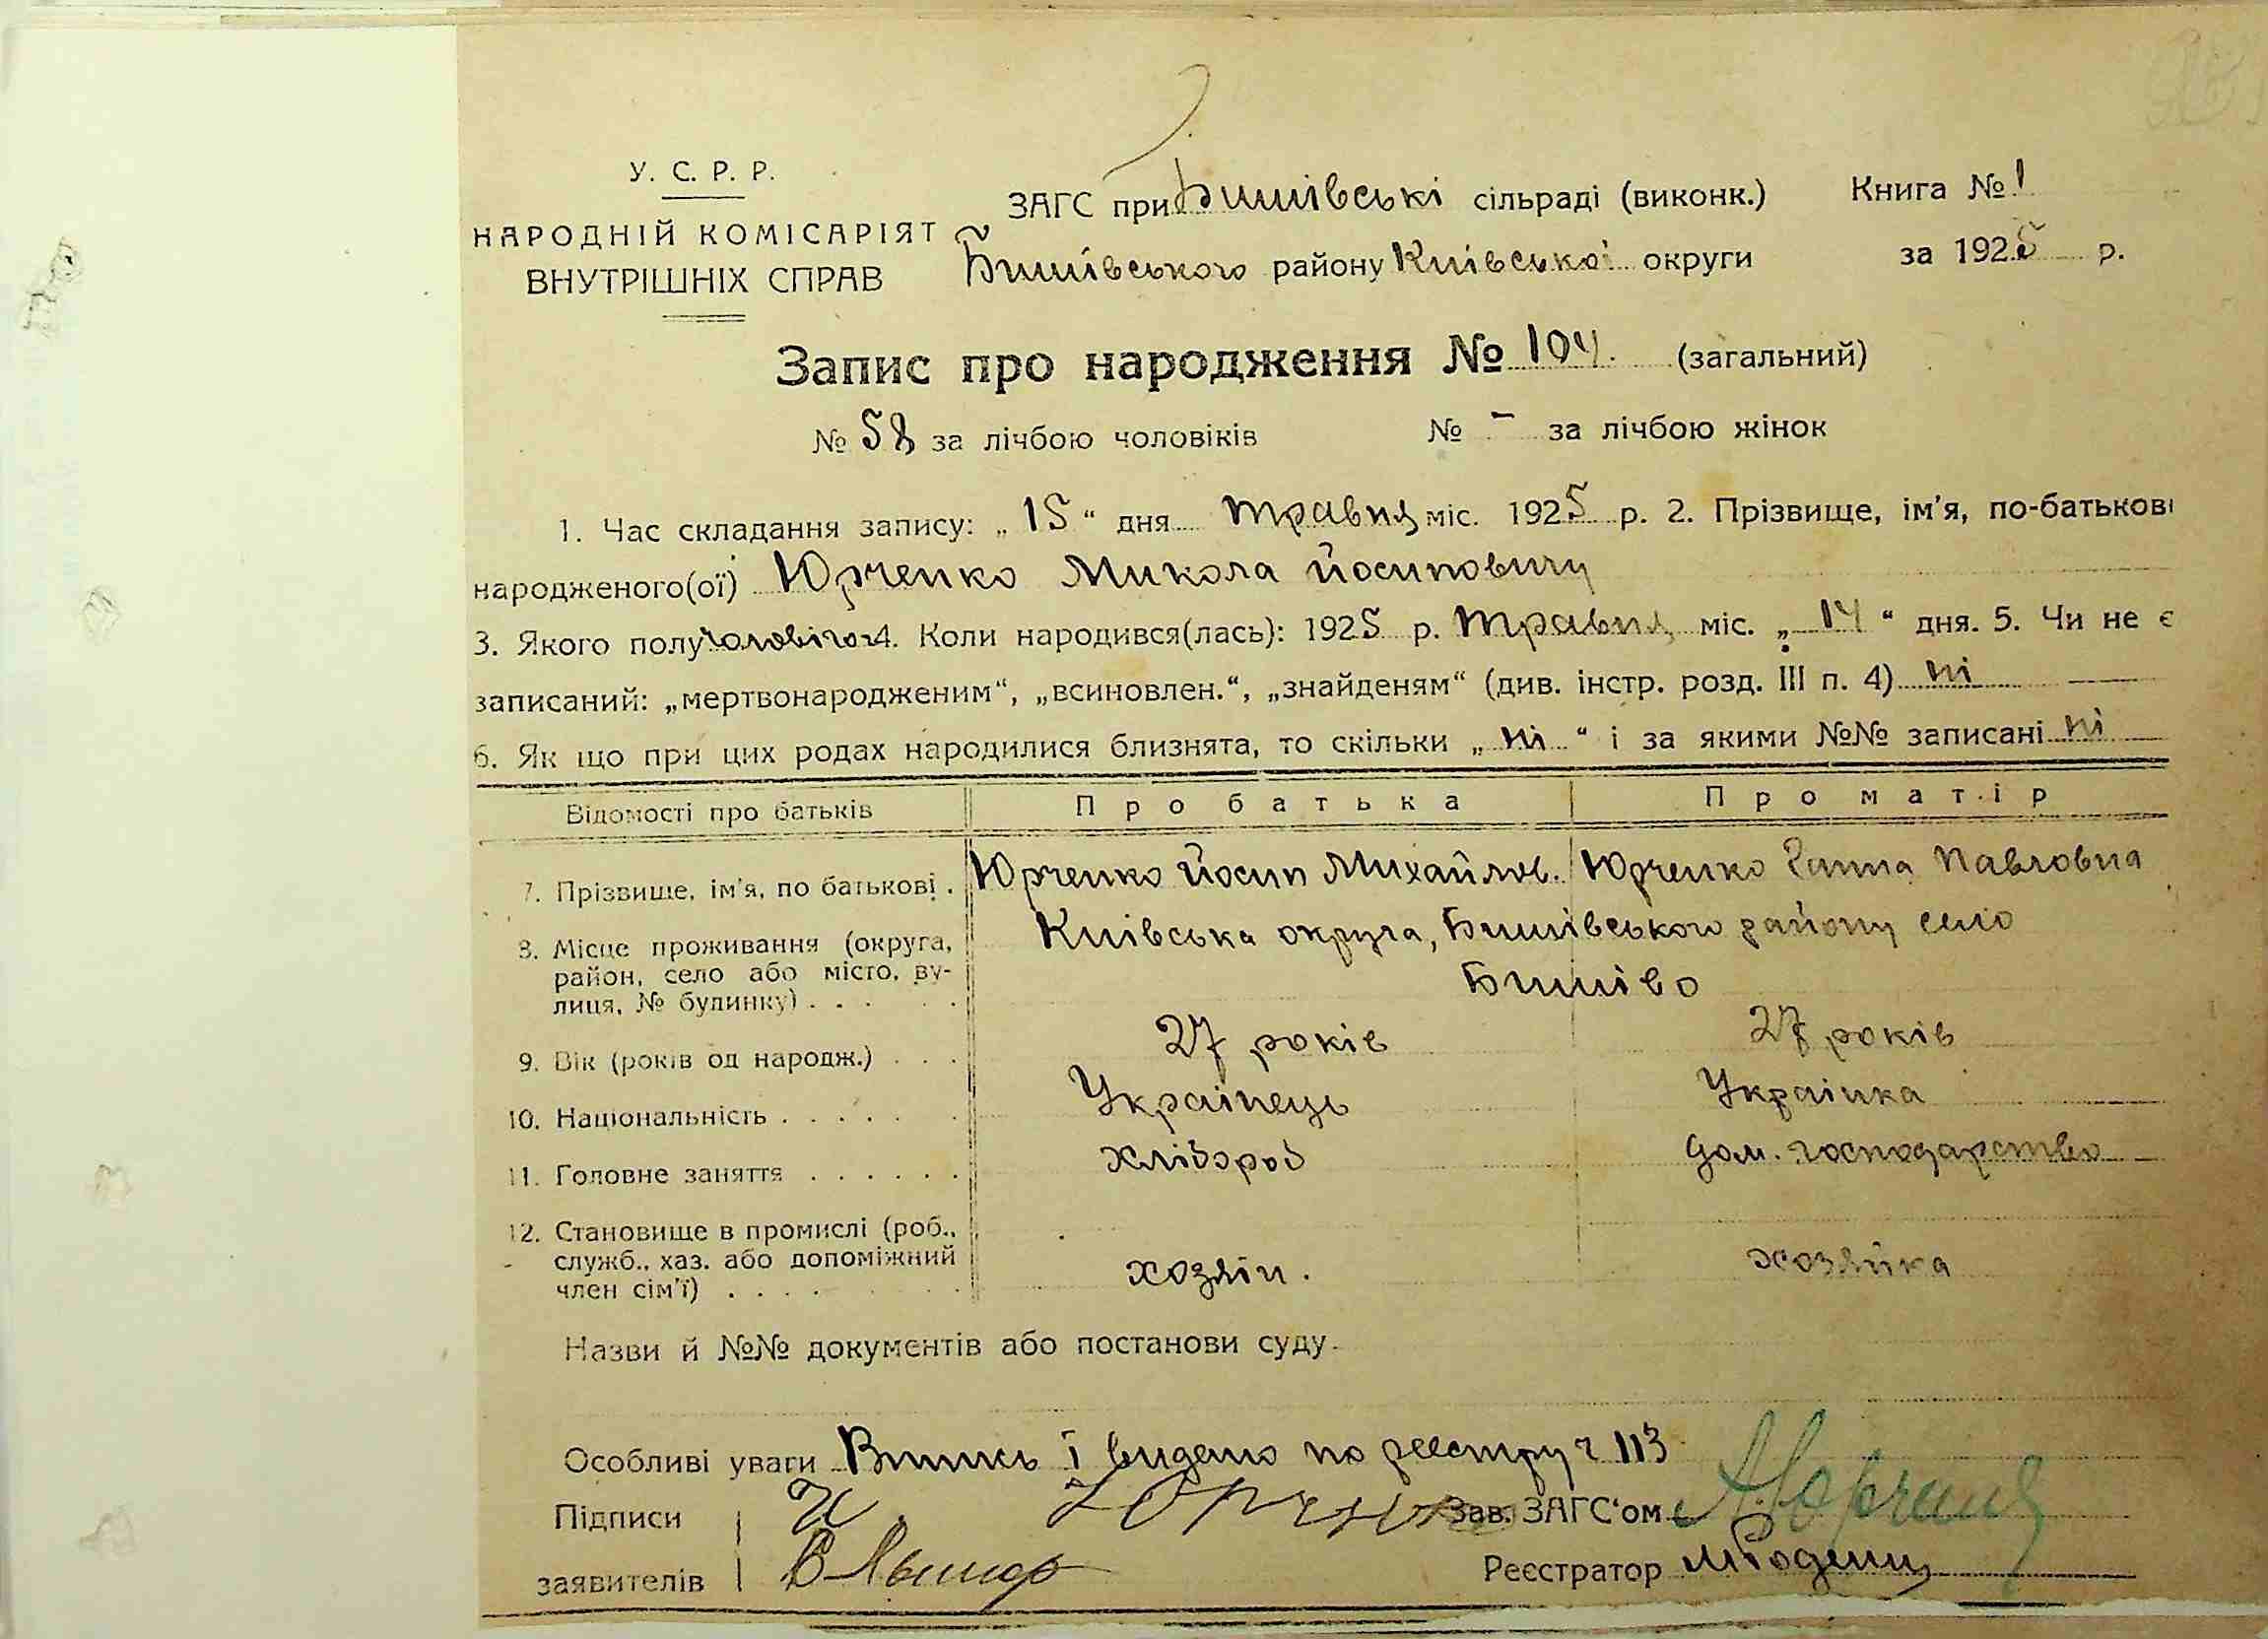 У. С. Р. Р.
НАРОДНІЙ КОМІСАРІЯТ
ВНУТРІШНІХ СПРАВ
ЗАГС при Бишівські сільраді (виконк.) Книга № 1
Бишівського району Київської округи за 1925 р.
Запис про народження № 104. (загальний)
№ 58 за лічбою чоловіків № - за лічбою жінок
1. Час складання запису: „ 15 “ дня травня міс. 1925 р. 2. Прізвище, ім'я, по-батькові
народженого(ої) Юрченко Микола Йосипович
3. Якого полу чоловічог 4. Коли народився(лась): 1925 р. травня міс. „ 14 “ дня. 5. Чи не є
записаний: „мертвонародженим“, „всиновлен.“, „знайденям“ (див. інстр. розд. III п. 4) ні
6. Як що при цих родах народилися близнята, то скільки „ ні “ і за якими №№ записані ні
Відомості про батьків Про батька Про матір
7. Прізвище, ім'я, по батькові . Юрченко Йосип Михайлов. Юрченко Ганна Павловна
8. Місце проживання (округа, Київська округа, Бишівського району село
район, село або місто, ву-
лиця, № будинку) . . . Бишіво
9. Вік (років од народж.) . . . 27 років 27 років
10. Національність . . . . . Українець Українка
11. Головне заняття . . . . . . хлібороб дом. господарство
12. Становище в промислі (роб.,
служб., хаз. або допоміжний
член сім'ї) . . . . хозяїн. хозяйка
Назви й №№ документів або постанови суду
Особливі уваги Випись і видано по реєстру ч 113
Підписи Юрченко Зав. ЗАГС'ом
заявителів Реєстратор